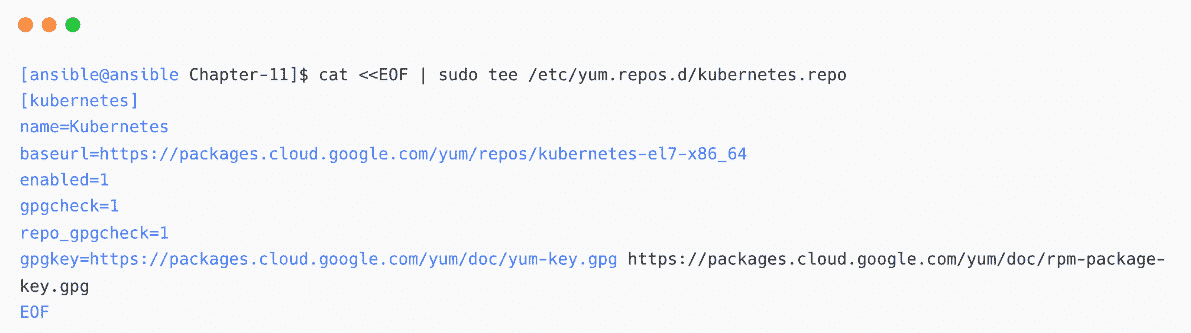 [ansible@ansible Chapter-11]$ cat <<EOF | sudo tee /etc/yum.repos.d/kubernetes.repo
[kubernetes]
name=Kubernetes
baseurl=https://packages.cloud.google.com/yum/repos/kubernetes-el7-x86_64
enabled=1
gpgcheck=1
repo_gpgcheck=1
gpgkey=https://packages.cloud.google.com/yum/doc/yum-key.gpg https://packages.cloud.google.com/yum/doc/rpm-package-
key.gpg
EOF